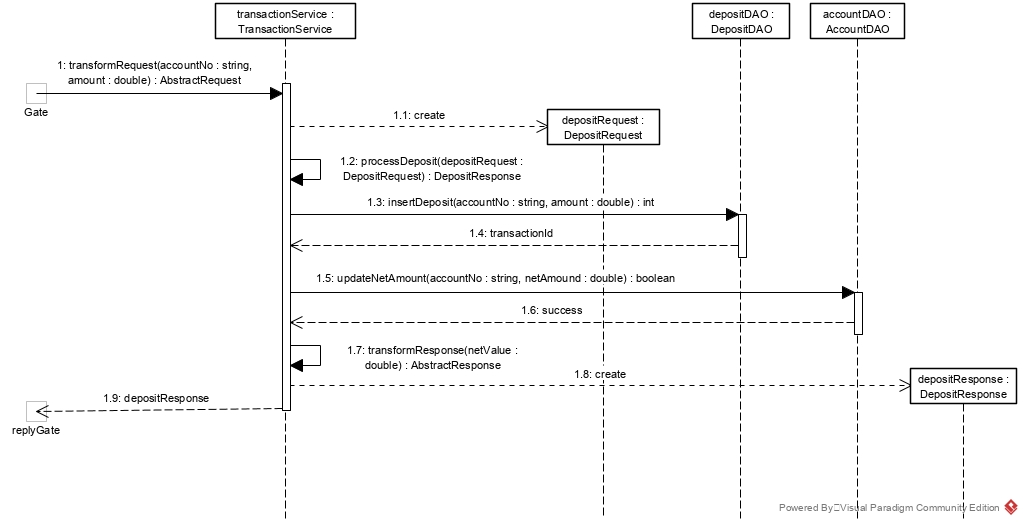 transactionService :
TransactionService
depositDAO :
DepositDAO
accountDAO :
AccountDAO
1: transformRequest(accountNo : string,
amount : double) : AbstractRequest
Gate
1.1: create
depositRequest :
DepositRequest
1.2: processDeposit(depositRequest :
DepositRequest) : DepositResponse
1.3: insertDeposit(accountNo : string, amount : double) : int
1.4: transactionId
1.5: updateNetAmount(accountNo : string, netAmound : double) : boolean
1.6: success
1.7: transformResponse(netValue :
double) : AbstractResponse
1.8: create
depositResponse :
DepositResponse
1.9: depositResponse
replyGate
Powered By Visual Paradigm Community Edition